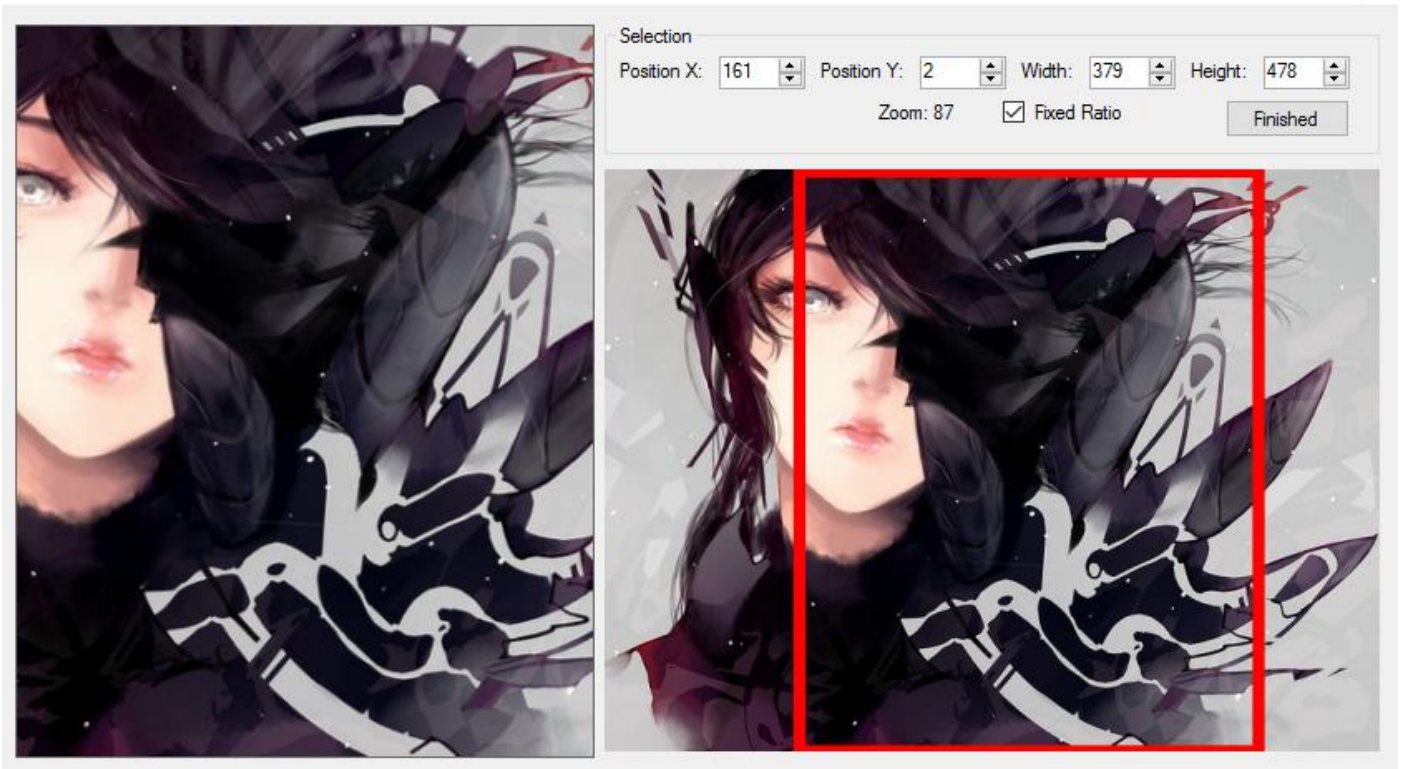 Selection
Position X: 161 Position Y: 2 Width: 379 Height: 478
Zoom: 87 Fixed Ratio Finished